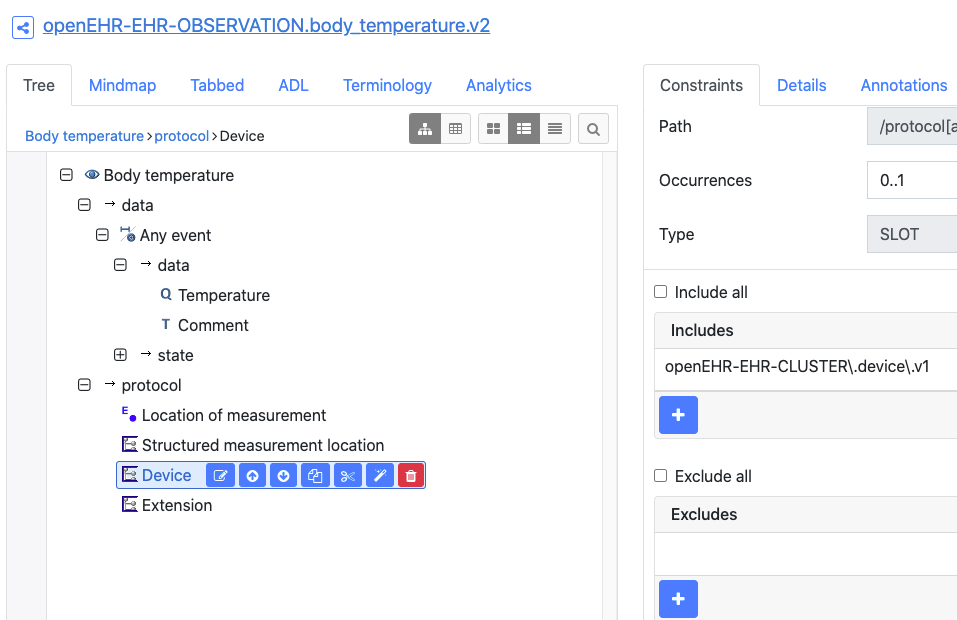 openEHR-EHR-OBSERVATION.body_temperature.v2
Tree Mindmap Tabbed ADL Terminology Analytics
Body temperature › protocol › Device
Body temperature
data
Any event
data
Q Temperature
T Comment
state
protocol
Location of measurement
Structured measurement location
Device
Extension
Constraints Details Annotations
Path /protocol[a
Occurrences 0..1
Type SLOT
Include all
Includes
openEHR-EHR-CLUSTER\.device\.v1
+
Exclude all
Excludes
+